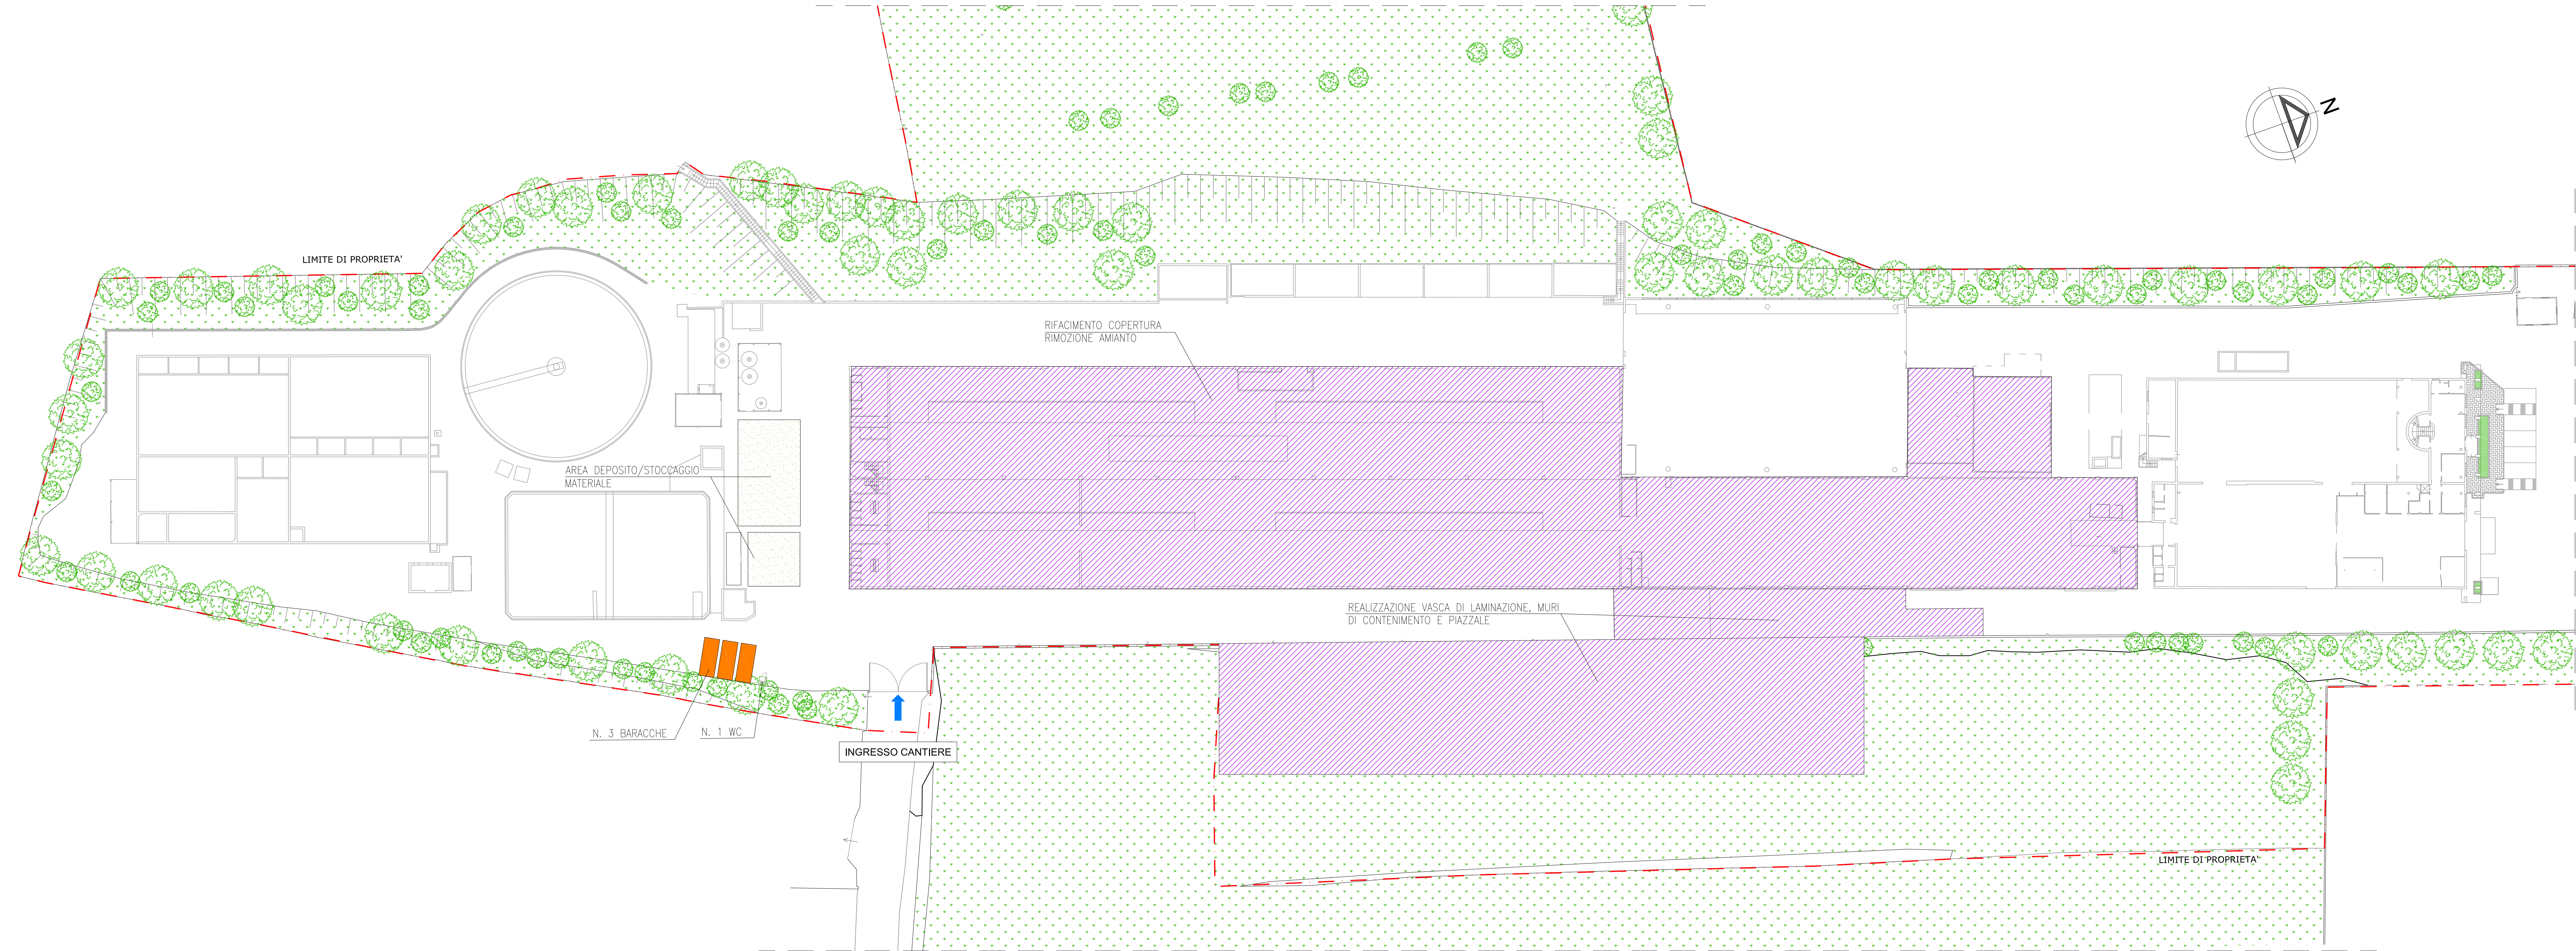 N
LIMITE DI PROPRIETA'
RIFACIMENTO COPERTURA
RIMOZIONE AMIANTO
AREA DEPOSITO/STOCCAGGIO
MATERIALE
REALIZZAZIONE VASCA DI LAMINAZIONE, MURI
DI CONTENIMENTO E PIAZZALE
N. 3 BARACCHE
N. 1 WC
INGRESSO CANTIERE
LIMITE DI PROPRIETA'